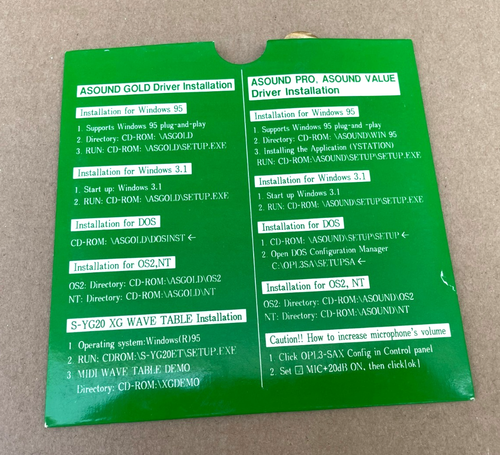 ASOUND GOLD Driver Installation
Installation for Windows 95
1 Supports Windows 95 plug-and-play
2 Directory: CD-ROM: \ASGOLD
3. RUN: CD-ROM: \ASGOLD\SETUP.EXE
Installation for Windows 3.1
1. Start up: Windows 3.1
2. RUN: CD-ROM: \ASGOLD\SETUP.EXE
Installation for DOS
CD-ROM: \ASGOLD\DOSINST ←
Installation for OS2,NT
OS2: Directory: CD-ROM:\ASGOLD\OS2
NT: Directory: CD-ROM:\ASGOLD\NT
S-YG20 XG WAVE TABLE Installation
1 Operating system:Windows(R)95
2 RUN: CDROM:\S-YG20ET\SETUP.EXE
3 MIDI WAVE TABLE DEMO
Directory: CD-ROM:\XGDEMO
ASOUND PRO, ASOUND VALUE
Driver Installation
Installation for Windows 95
1 Supports Windows 95 plug-and -play
2. Directory: CD-ROM: \ASOUND\WIN 95
3. Installing the Application (YSTATION)
RUN: CD-ROM: \ASOUND\SETUP\SETUP.EXE
Installation for Windows 3.1
1 Start up Windows 3.1
2 RUN: CD-ROM: \ASOUND\SETUP\SETUP.EXE
Installation for DOS
1 CD-ROM: \ASOUND\SETUP\SETUP ←
2 Open DOS Configuration Manager
C:\OPL3SA\SETUPSA ←
Installation for OS2, NT
OS2: Directory: CD-ROM:\ASOUND\OS2
NT: Directory: CD-ROM:\ASOUND\NT
Caution!! How to increase microphone's volume
1 Click OPL3-SAX Config in Control panel
2 Set ☑ MIC+20dB ON, then click[ok]